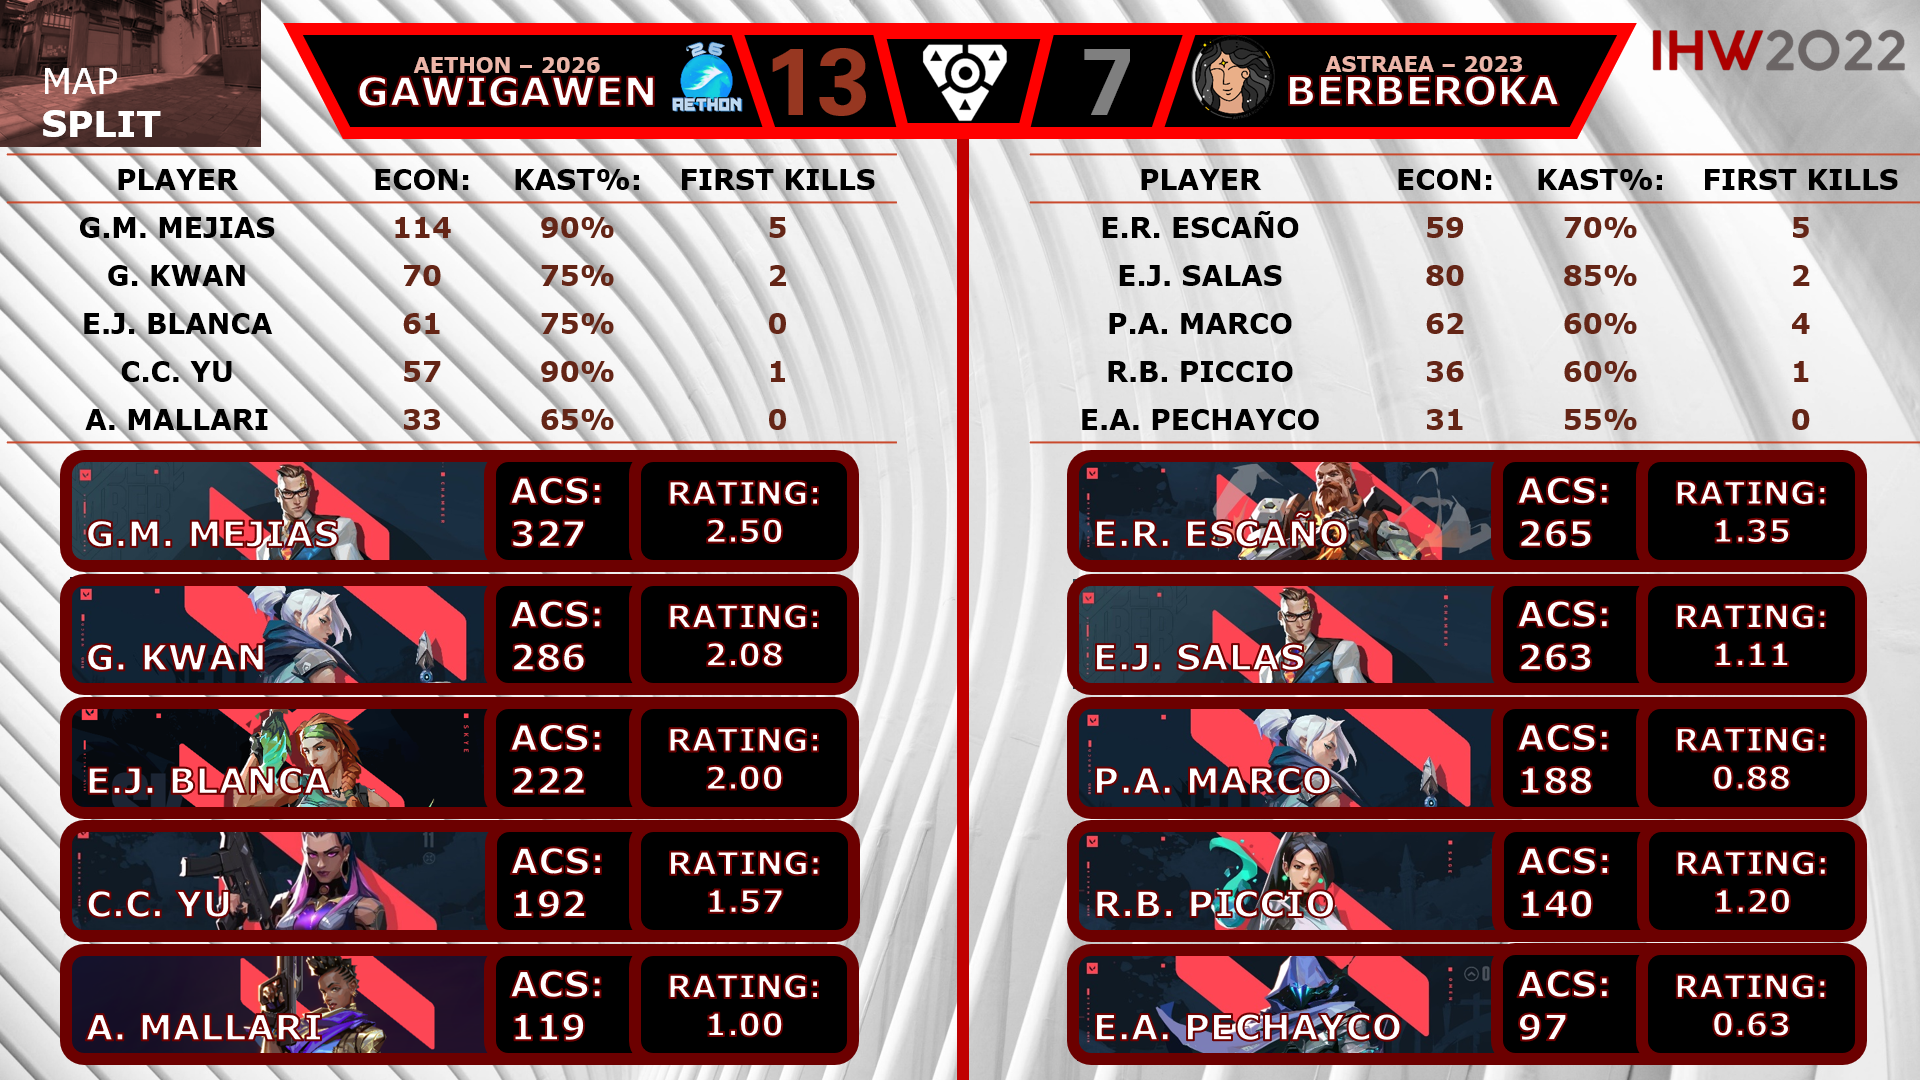 MAP
SPLIT
AETHON – 2026
GAWIGAWEN
26
AETHON
13
7
ASTRAEA – 2023
BERBEROKA
IHW2022
PLAYER ECON: KAST%: FIRST KILLS
G.M. MEJIAS 114 90% 5
G. KWAN 70 75% 2
E.J. BLANCA 61 75% 0
C.C. YU 57 90% 1
A. MALLARI 33 65% 0
PLAYER ECON: KAST%: FIRST KILLS
E.R. ESCAÑO 59 70% 5
E.J. SALAS 80 85% 2
P.A. MARCO 62 60% 4
R.B. PICCIO 36 60% 1
E.A. PECHAYCO 31 55% 0
G.M. MEJIAS
CHAMBER
ACS:
327
RATING:
2.50
G. KWAN
ACS:
286
RATING:
2.08
E.J. BLANCA
SKYE
ACS:
222
RATING:
2.00
C.C. YU
ACS:
192
RATING:
1.57
A. MALLARI
ACS:
119
RATING:
1.00
E.R. ESCAÑO
ACS:
265
RATING:
1.35
E.J. SALAS
CHAMBER
ACS:
263
RATING:
1.11
P.A. MARCO
ACS:
188
RATING:
0.88
R.B. PICCIO
SAGE
ACS:
140
RATING:
1.20
E.A. PECHAYCO
OMEN
ACS:
97
RATING:
0.63